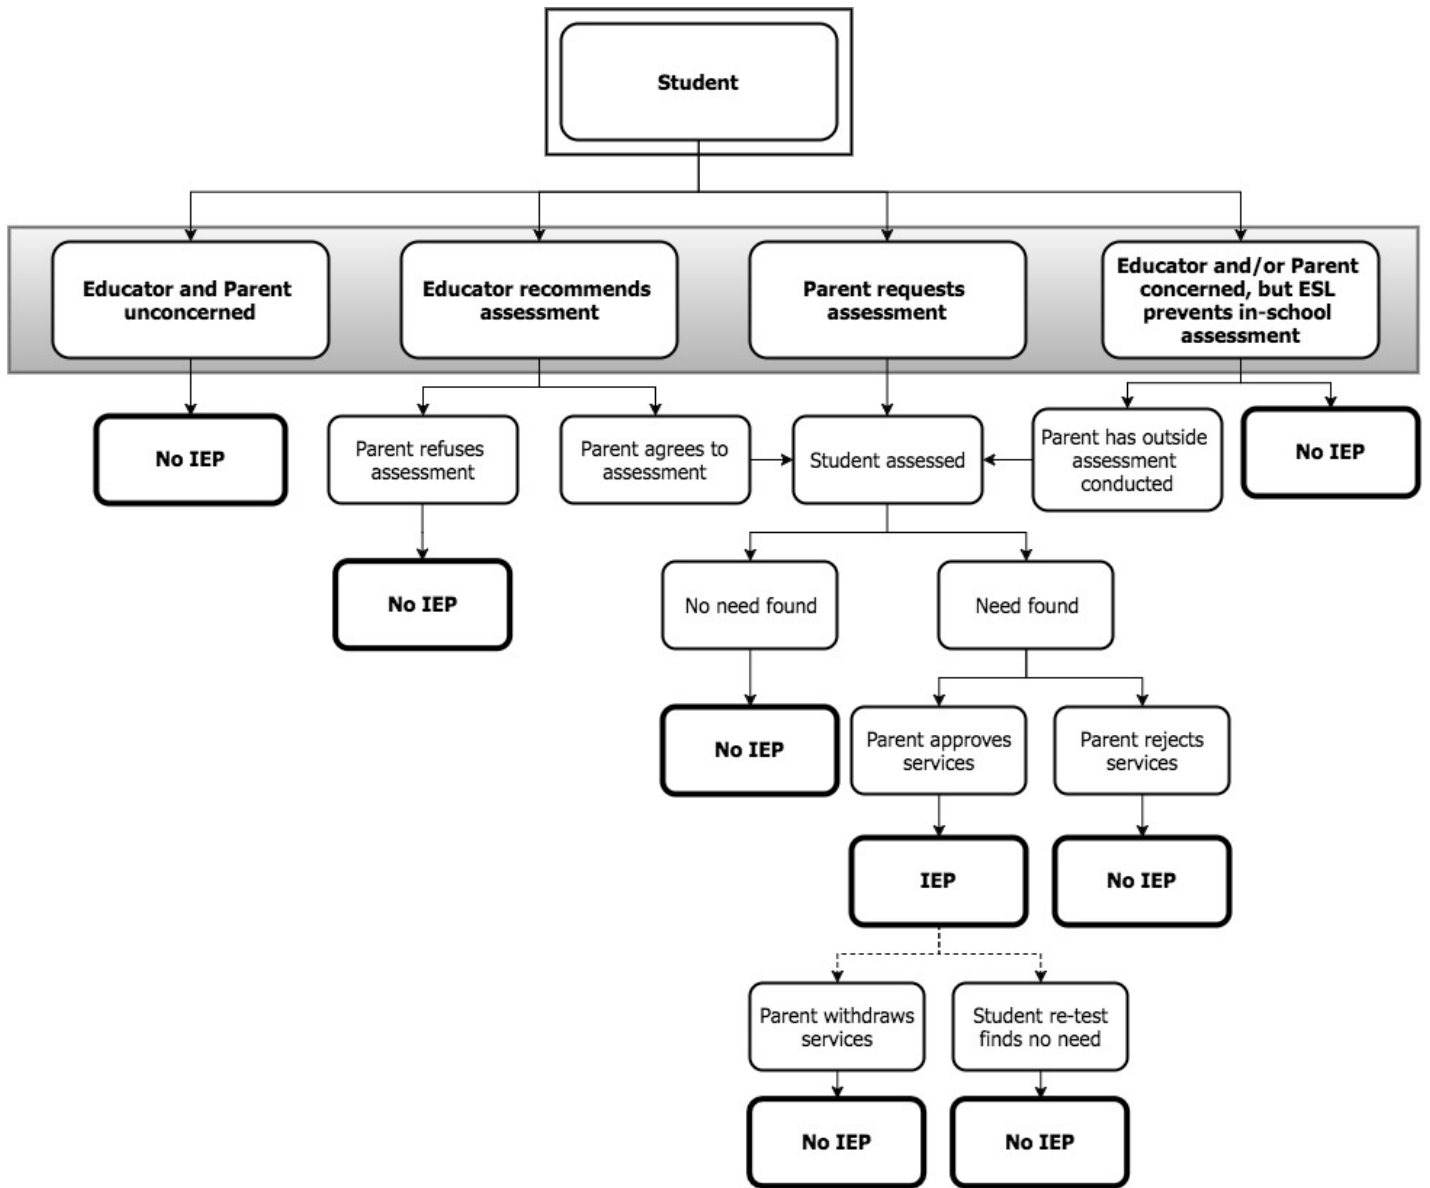 Student
Educator and Parent
unconcerned
Educator recommends
assessment
Parent requests
assessment
Educator and/or Parent
concerned, but ESL
prevents in-school
assessment
No IEP
Parent refuses
assessment
Parent agrees to
assessment
Student assessed
Parent has outside
assessment
conducted
No IEP
No IEP
No need found
Need found
No IEP
Parent approves
services
Parent rejects
services
IEP
No IEP
Parent withdraws
services
Student re-test
finds no need
No IEP
No IEP